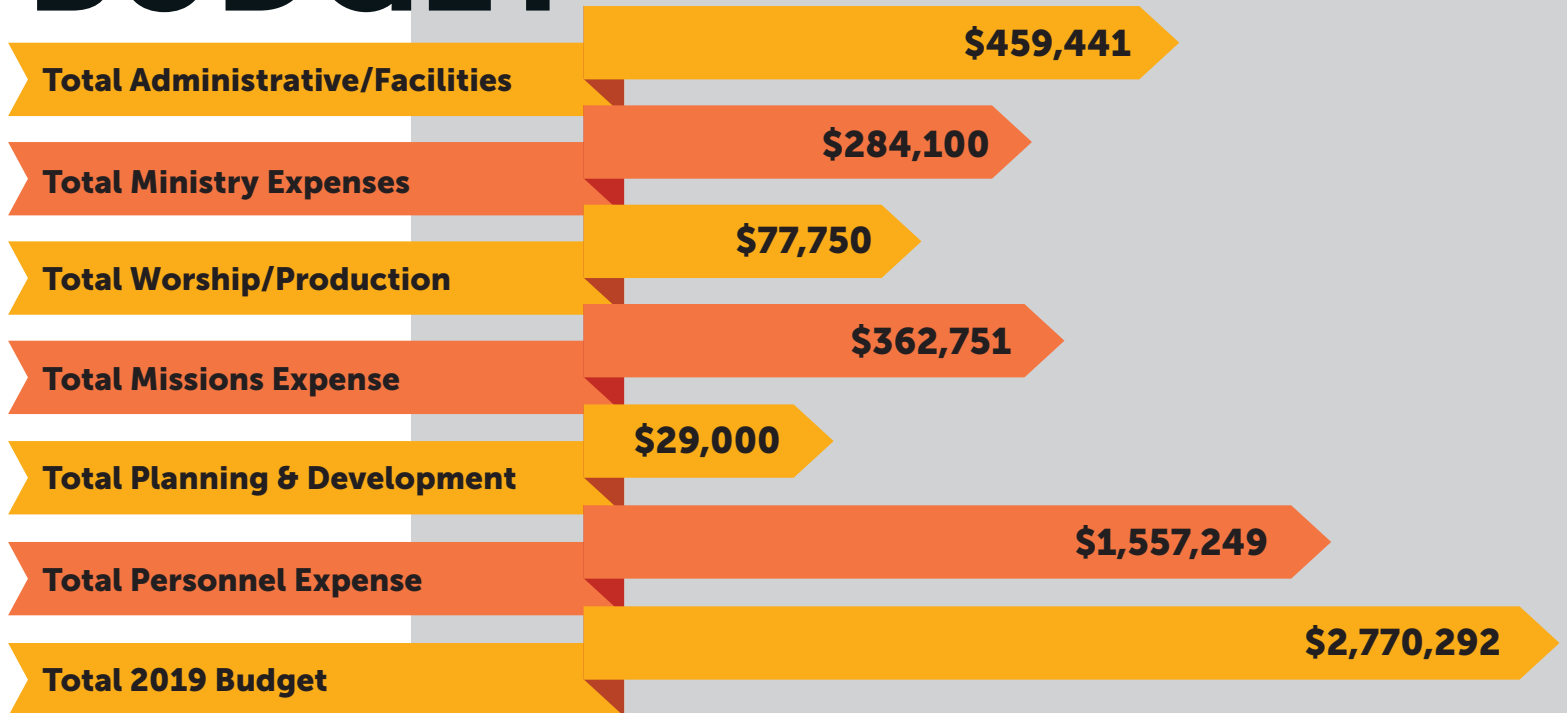 BUDGET
$459,441
Total Administrative/Facilities
$284,100
Total Ministry Expenses
$77,750
Total Worship/Production
$362,751
Total Missions Expense
$29,000
Total Planning & Development
$1,557,249
Total Personnel Expense
$2,770,292
Total 2019 Budget